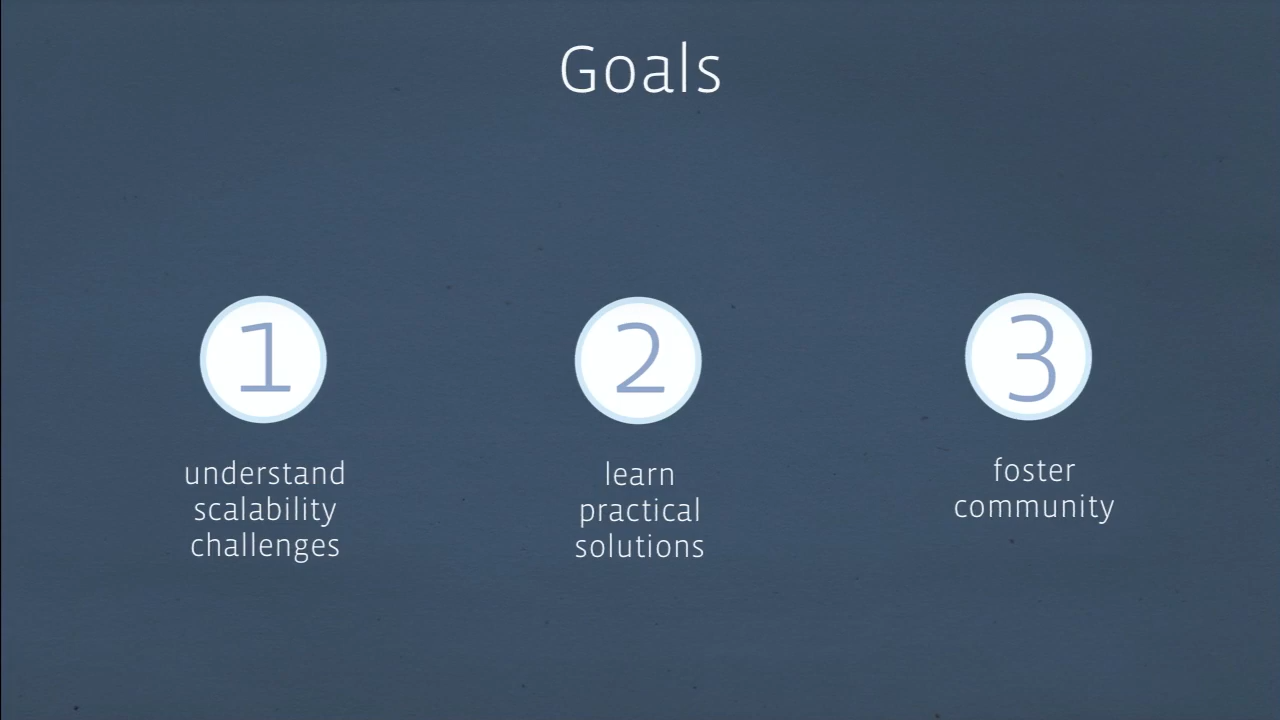 Goals
1
understand
scalability
challenges
2
learn
practical
solutions
3
foster
community